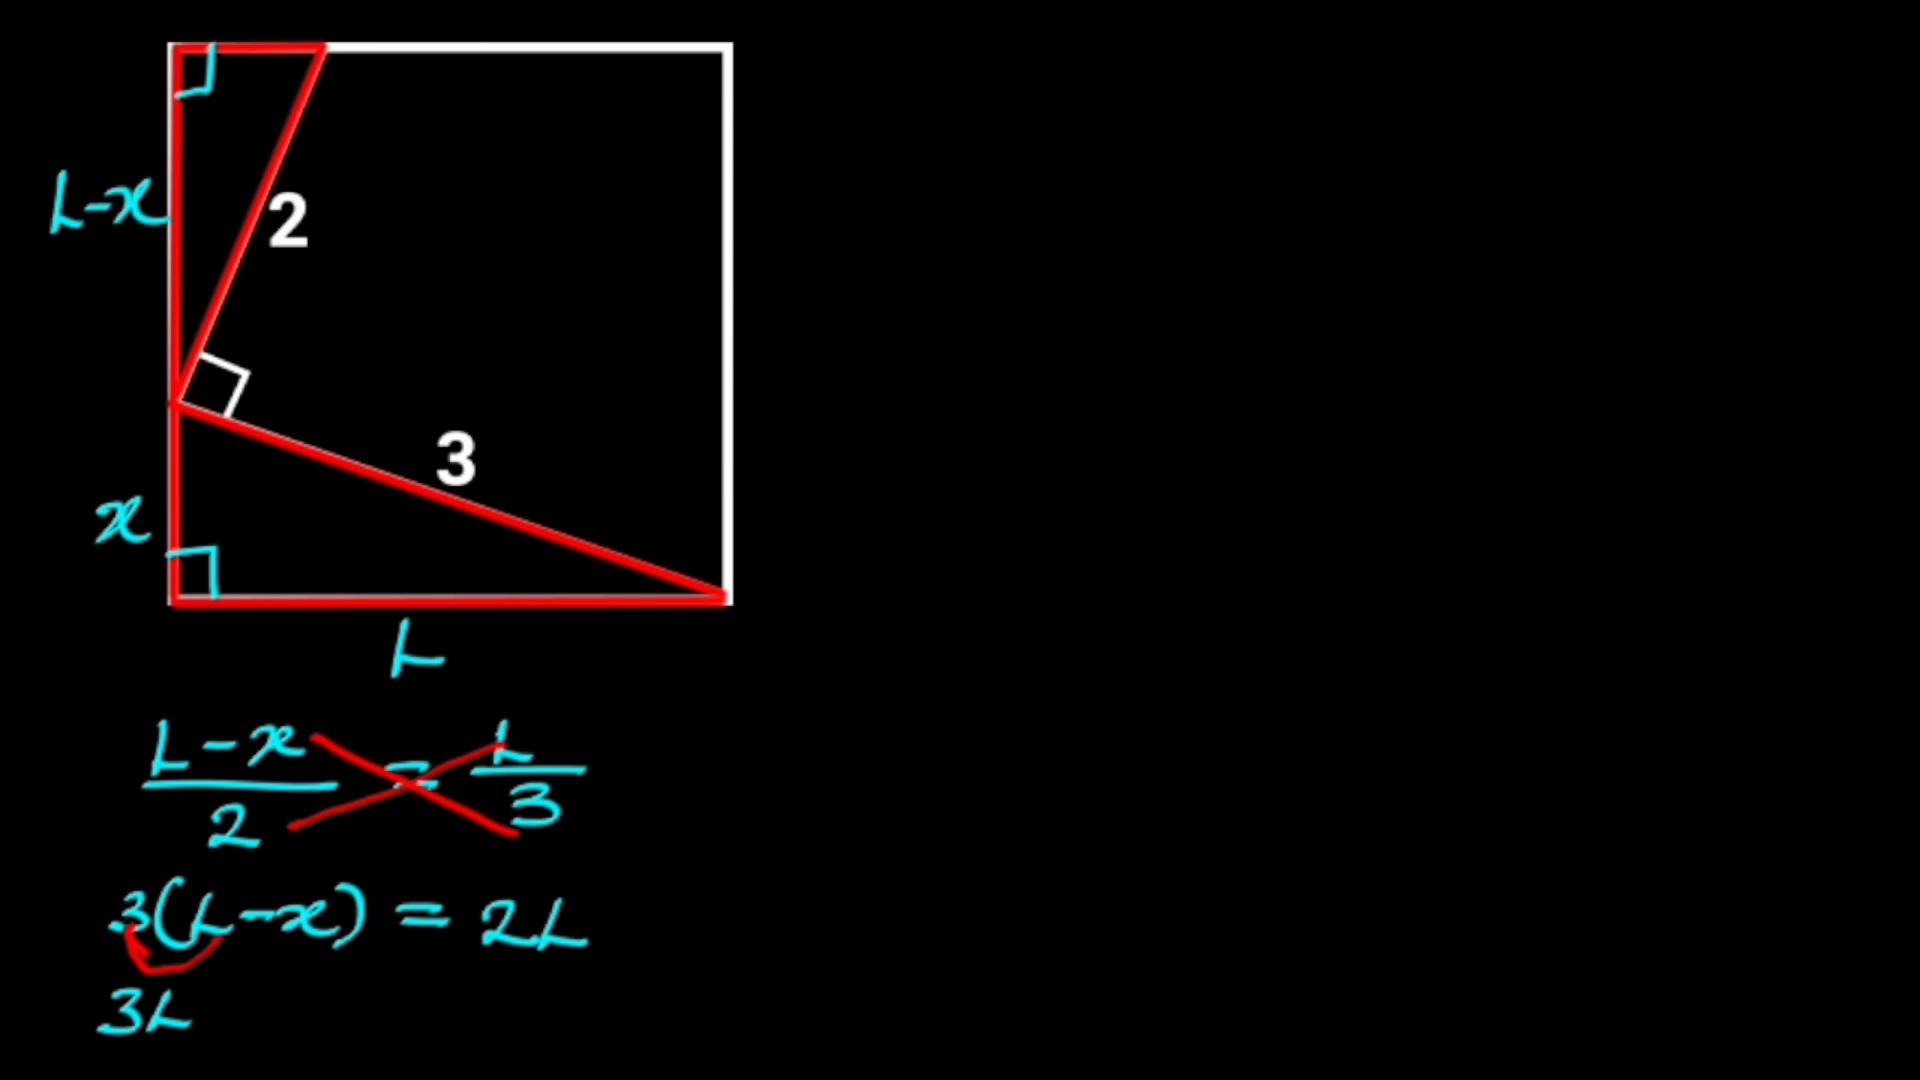 L-x
2
3
x
L
L-x/2 = L/3
3(L-x) = 2L
3L